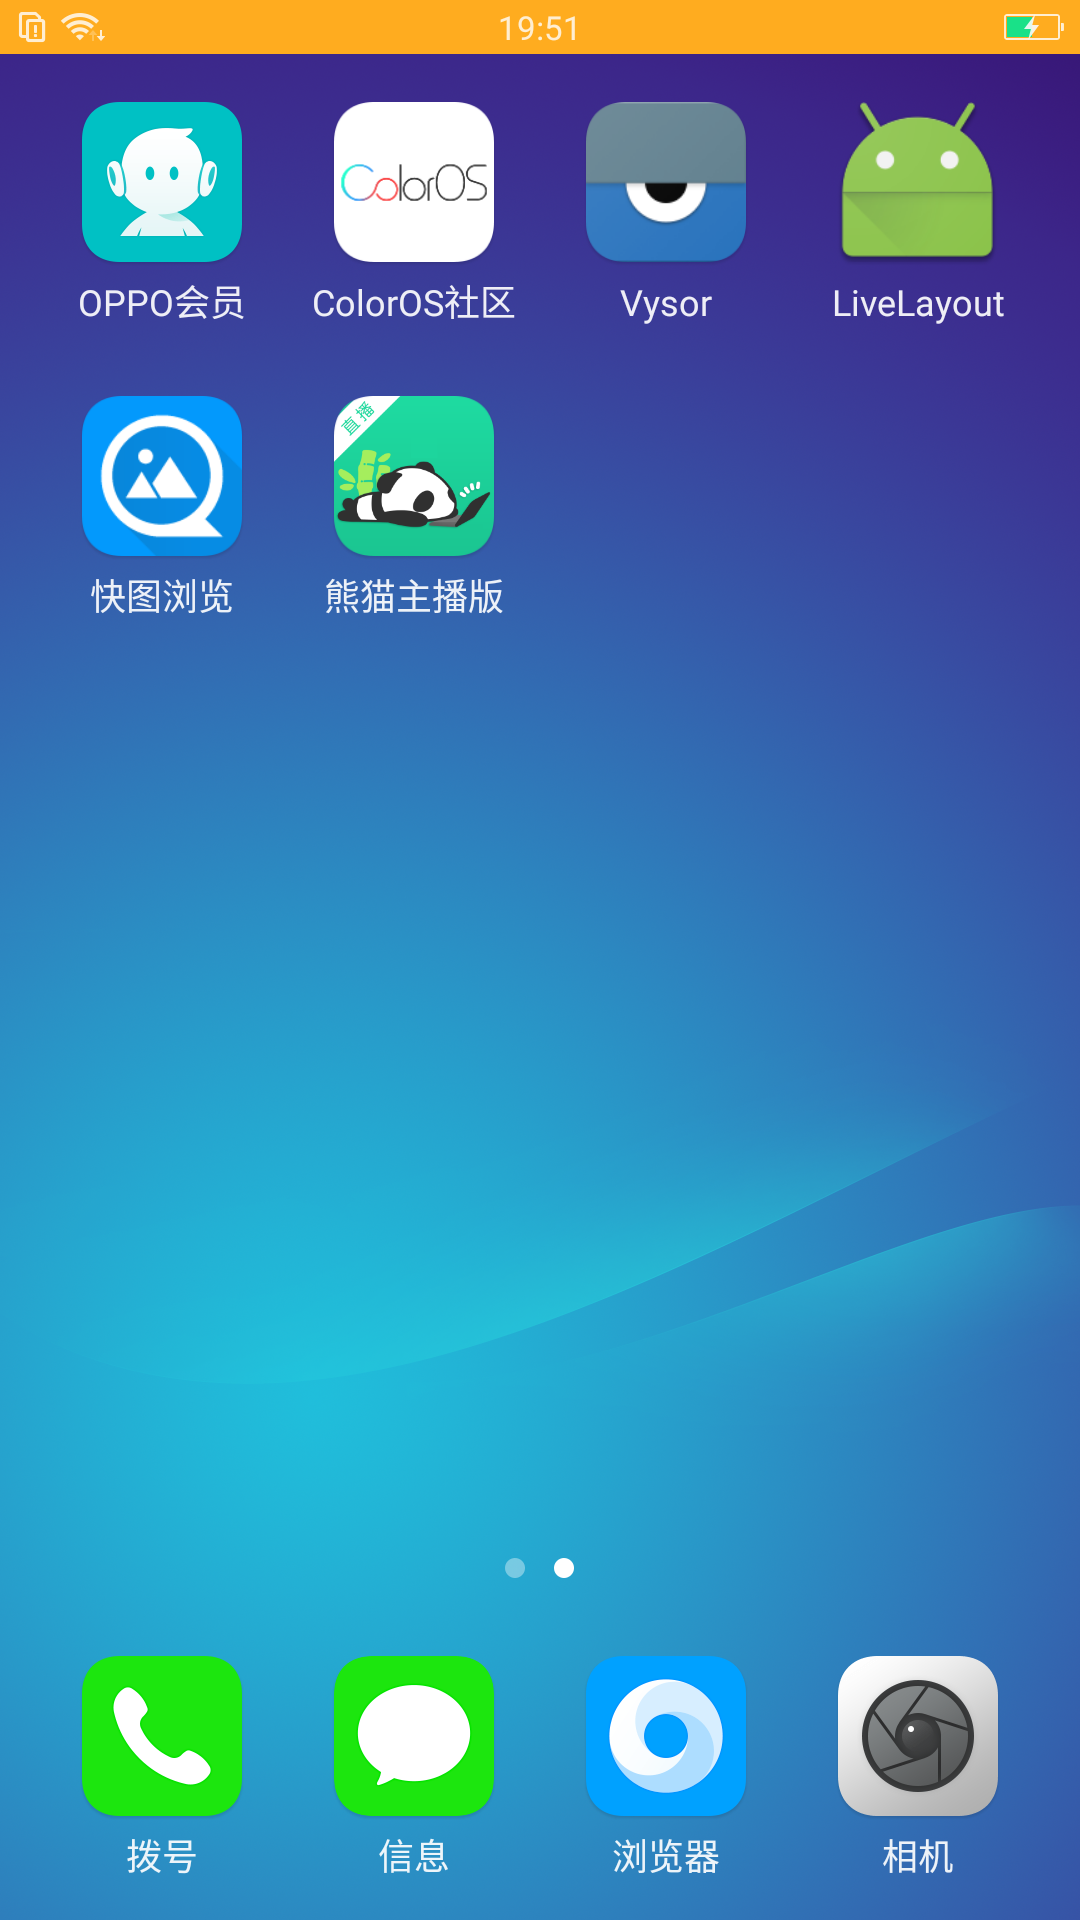 19:51
ColorOS
OPPO会员
ColorOS社区
Vysor
LiveLayout
直播
快图浏览
熊猫主播版
拨号
信息
浏览器
相机